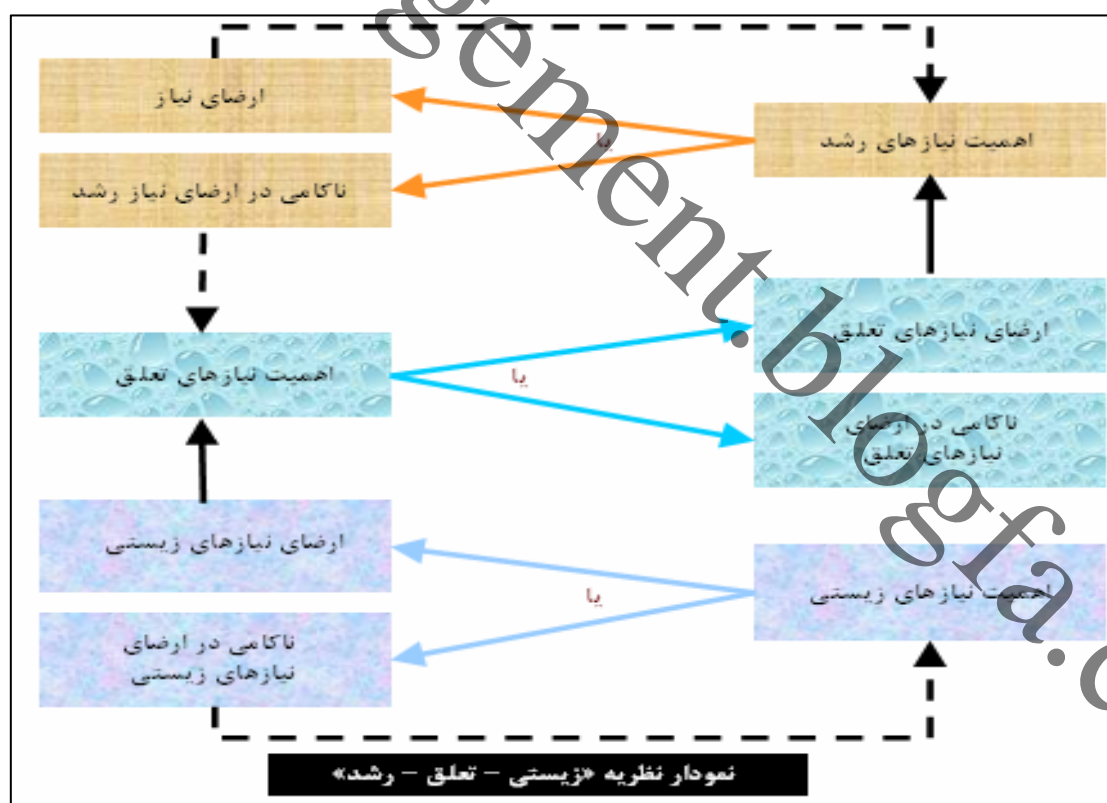 ارضای نیاز
اهمیت نیازهای رشد
یا
ناکامی در ارضای نیاز رشد
ارضای نیازهای تعلق
اهمیت نیازهای تعلق
یا
ناکامی در ارضای
نیازهای تعلق
ارضای نیازهای زیستی
اهمیت نیازهای زیستی
یا
ناکامی در ارضای
نیازهای زیستی
نمودار نظریه «زیستی – تعلق – رشد»
gement.blogfa.c